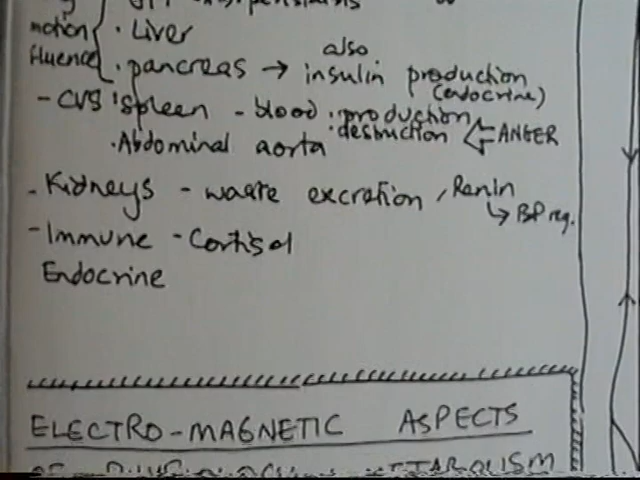 Liver
motion
fluence
also
· pancreas → insulin production
(endocrine)
- CVS · spleen - blood · production
· destruction ⇐ ANGER
· Abdominal aorta
- Kidneys - waste excration, Renin
↳ BP reg.
- Immune - Cortisol
Endocrine
ELECTRO-MAGNETIC ASPECTS